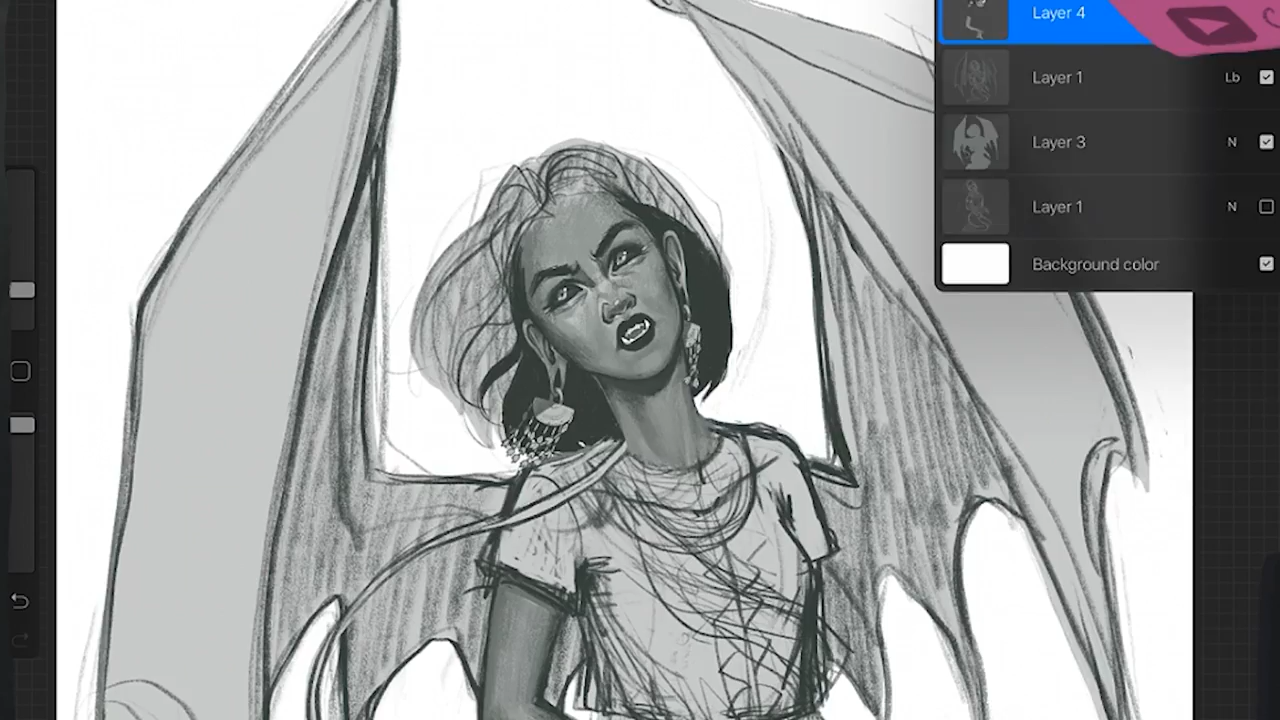 Layer 4
Layer 1 Lb
Layer 3 N
Layer 1 N
Background color